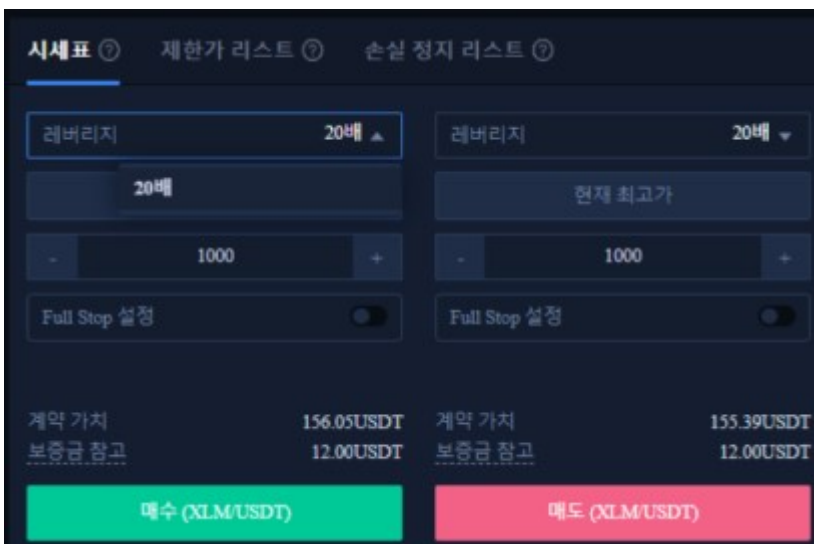 시세표 ? 제한가 리스트 ? 손실 정지 리스트 ?
레버리지 20배 레버리지 20배
20배
현재 최고가
- 1000 + - 1000 +
Full Stop 설정 Full Stop 설정
계약 가치 156.05USDT 계약 가치 155.39USDT
보증금 참고 12.00USDT 보증금 참고 12.00USDT
매수 (XLM/USDT) 매도 (XLM/USDT)